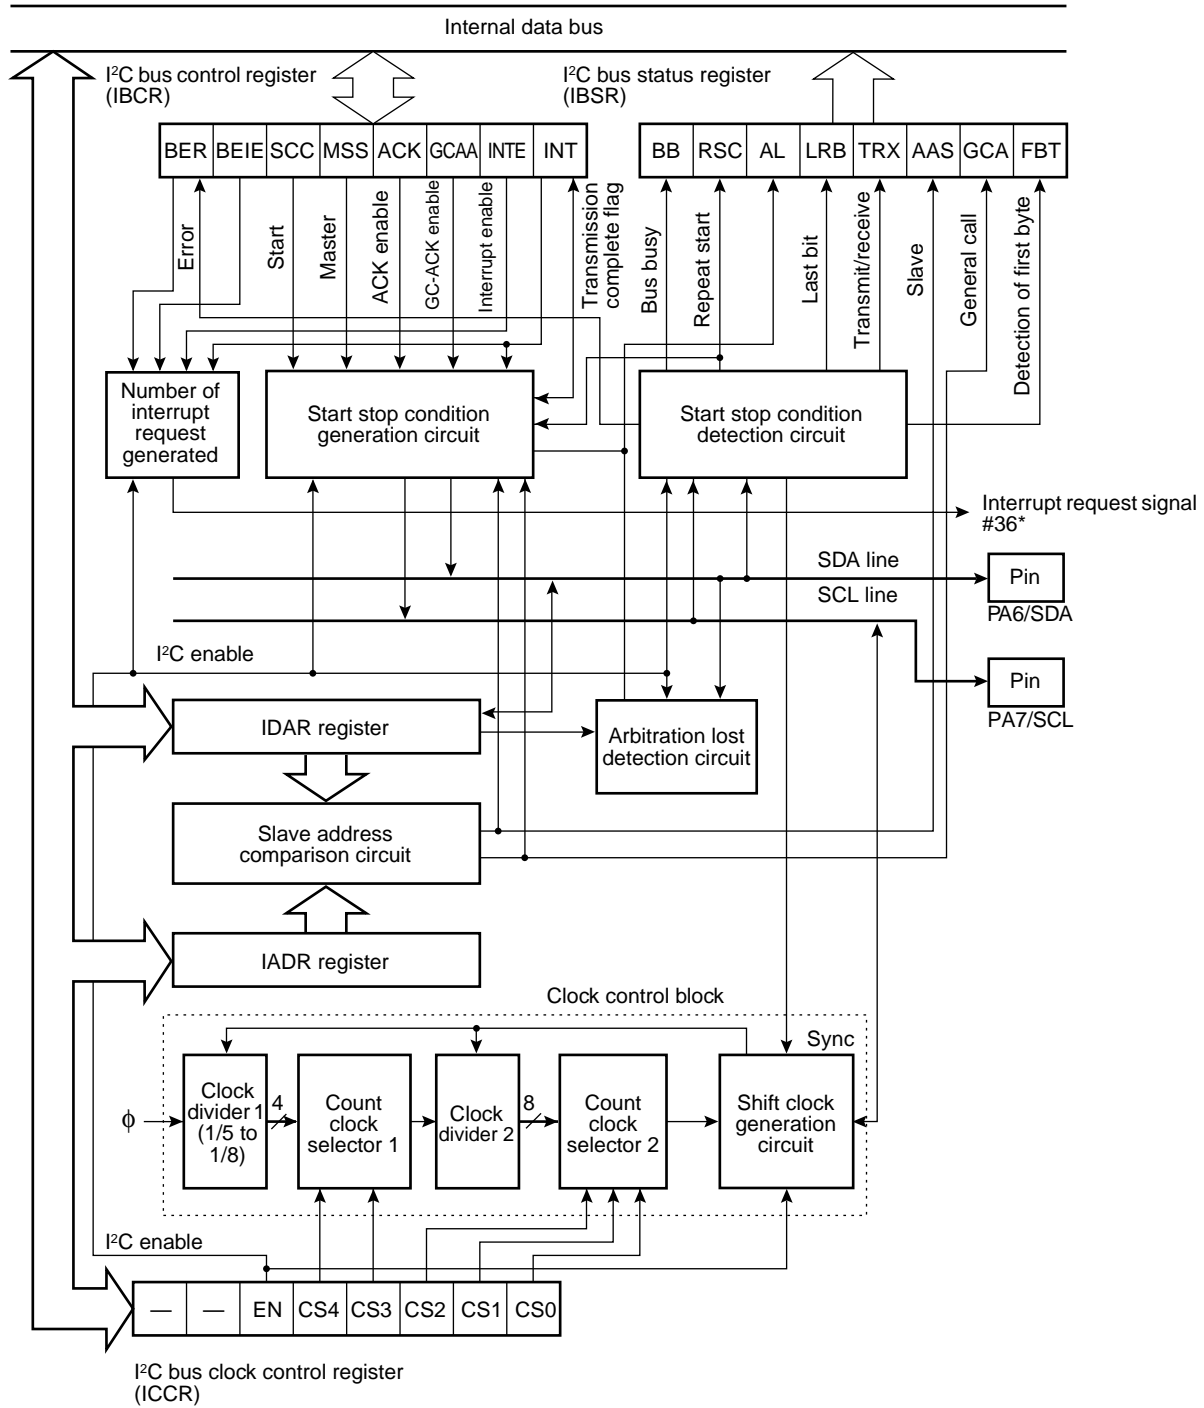 Internal data bus
I²C bus control register
(IBCR)
I²C bus status register
(IBSR)
BER BEIE SCC MSS ACK GCAA INTE INT
BB RSC AL LRB TRX AAS GCA FBT
Error
Start
Master
ACK enable
GC-ACK enable
Interrupt enable
Transmission
complete flag
Bus busy
Repeat start
Last bit
Transmit/receive
Slave
General call
Detection of first byte
Number of
interrupt
request
generated
Start stop condition
generation circuit
Start stop condition
detection circuit
Interrupt request signal
#36*
SDA line
Pin
PA6/SDA
SCL line
Pin
PA7/SCL
I²C enable
IDAR register
Arbitration lost
detection circuit
Slave address
comparison circuit
IADR register
Clock control block
Sync
ϕ
Clock
divider 1
(1/5 to
1/8)
4
Count
clock
selector 1
Clock
divider 2
8
Count
clock
selector 2
Shift clock
generation
circuit
I²C enable
— — EN CS4 CS3 CS2 CS1 CS0
I²C bus clock control register
(ICCR)